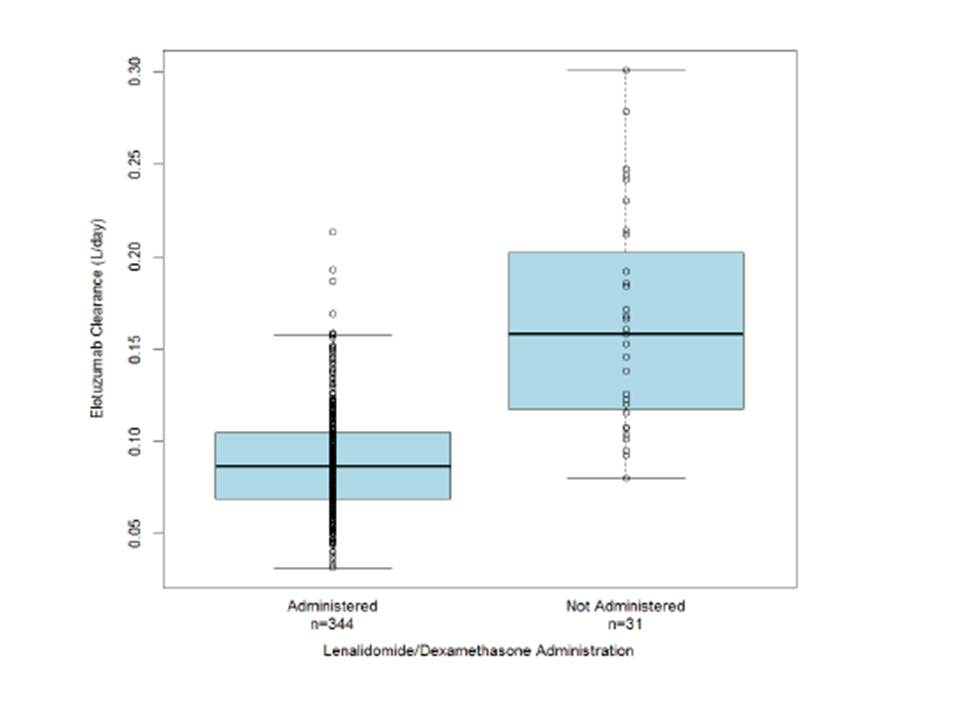 0.30
0.25
0.20
0.15
0.10
0.05
Elotuzumab Clearance (L/day)
Administered
n=344
Not Administered
n=31
Lenalidomide/Dexamethasone Administration